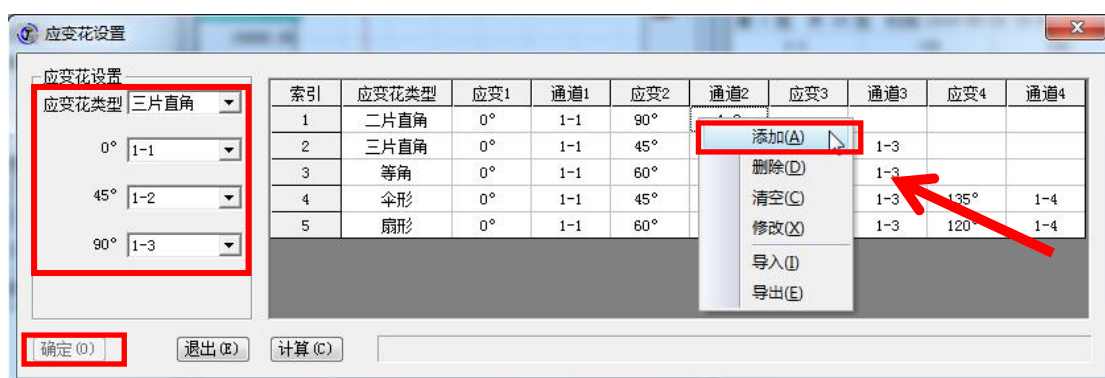 应变花设置
应变花设置
应变花类型 三片直角
0° 1-1
45° 1-2
90° 1-3
索引 应变花类型 应变1 通道1 应变2 通道2 应变3 通道3 应变4 通道4
1 二片直角 0° 1-1 90°
2 三片直角 0° 1-1 45° 1-3
3 等角 0° 1-1 60° 1-3
4 伞形 0° 1-1 45° 1-3 135° 1-4
5 扇形 0° 1-1 60° 1-3 120° 1-4
添加(A)
删除(D)
清空(C)
修改(X)
导入(I)
导出(E)
确定(O) 退出(E) 计算(C)